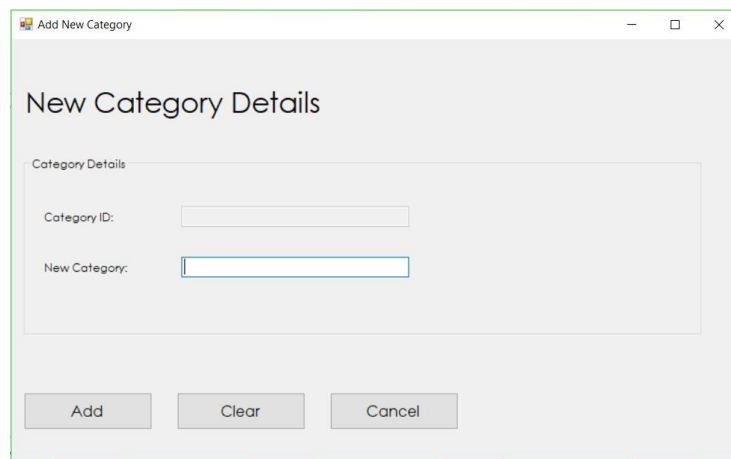 Add New Category
New Category Details
Category Details
Category ID:
New Category:
Add Clear Cancel